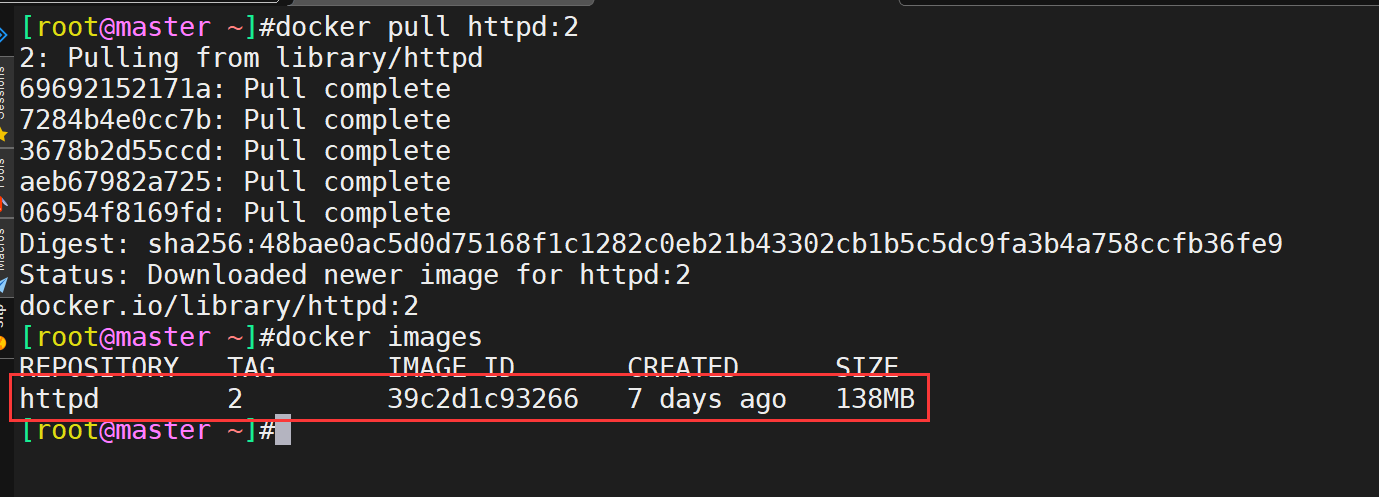 [root@master ~]#docker pull httpd:2
2: Pulling from library/httpd
69692152171a: Pull complete
7284b4e0cc7b: Pull complete
3678b2d55ccd: Pull complete
aeb67982a725: Pull complete
06954f8169fd: Pull complete
Digest: sha256:48bae0ac5d0d75168f1c1282c0eb21b43302cb1b5c5dc9fa3b4a758ccfb36fe9
Status: Downloaded newer image for httpd:2
docker.io/library/httpd:2
[root@master ~]#docker images
REPOSITORY   TAG       IMAGE ID       CREATED      SIZE
httpd        2         39c2d1c93266   7 days ago   138MB
[root@master ~]#
Sessions
Tools
Macros